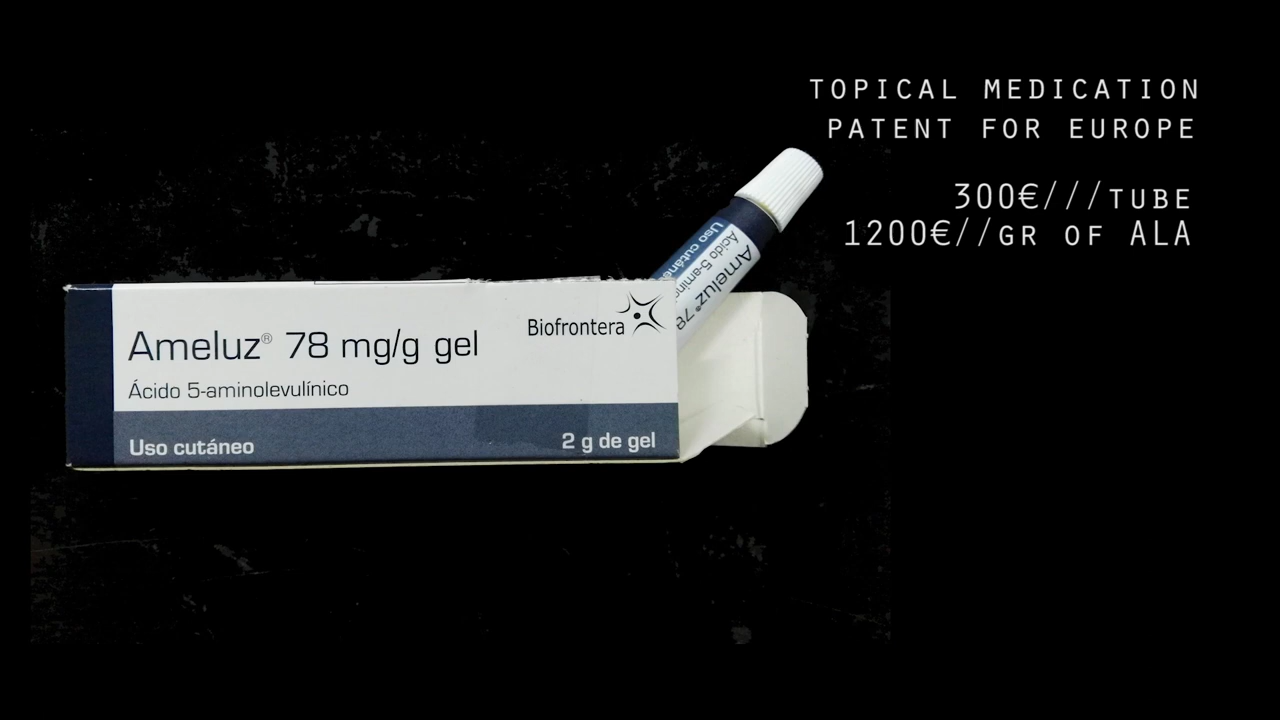 TOPICAL MEDICATION
PATENT FOR EUROPE
300€///TUBE
1200€//GR OF ALA
Uso cutáneo
Ácido 5-amino
Ameluz® 78
Biofrontera
Ameluz® 78 mg/g gel
Ácido 5-aminolevulínico
Uso cutáneo
2 g de gel